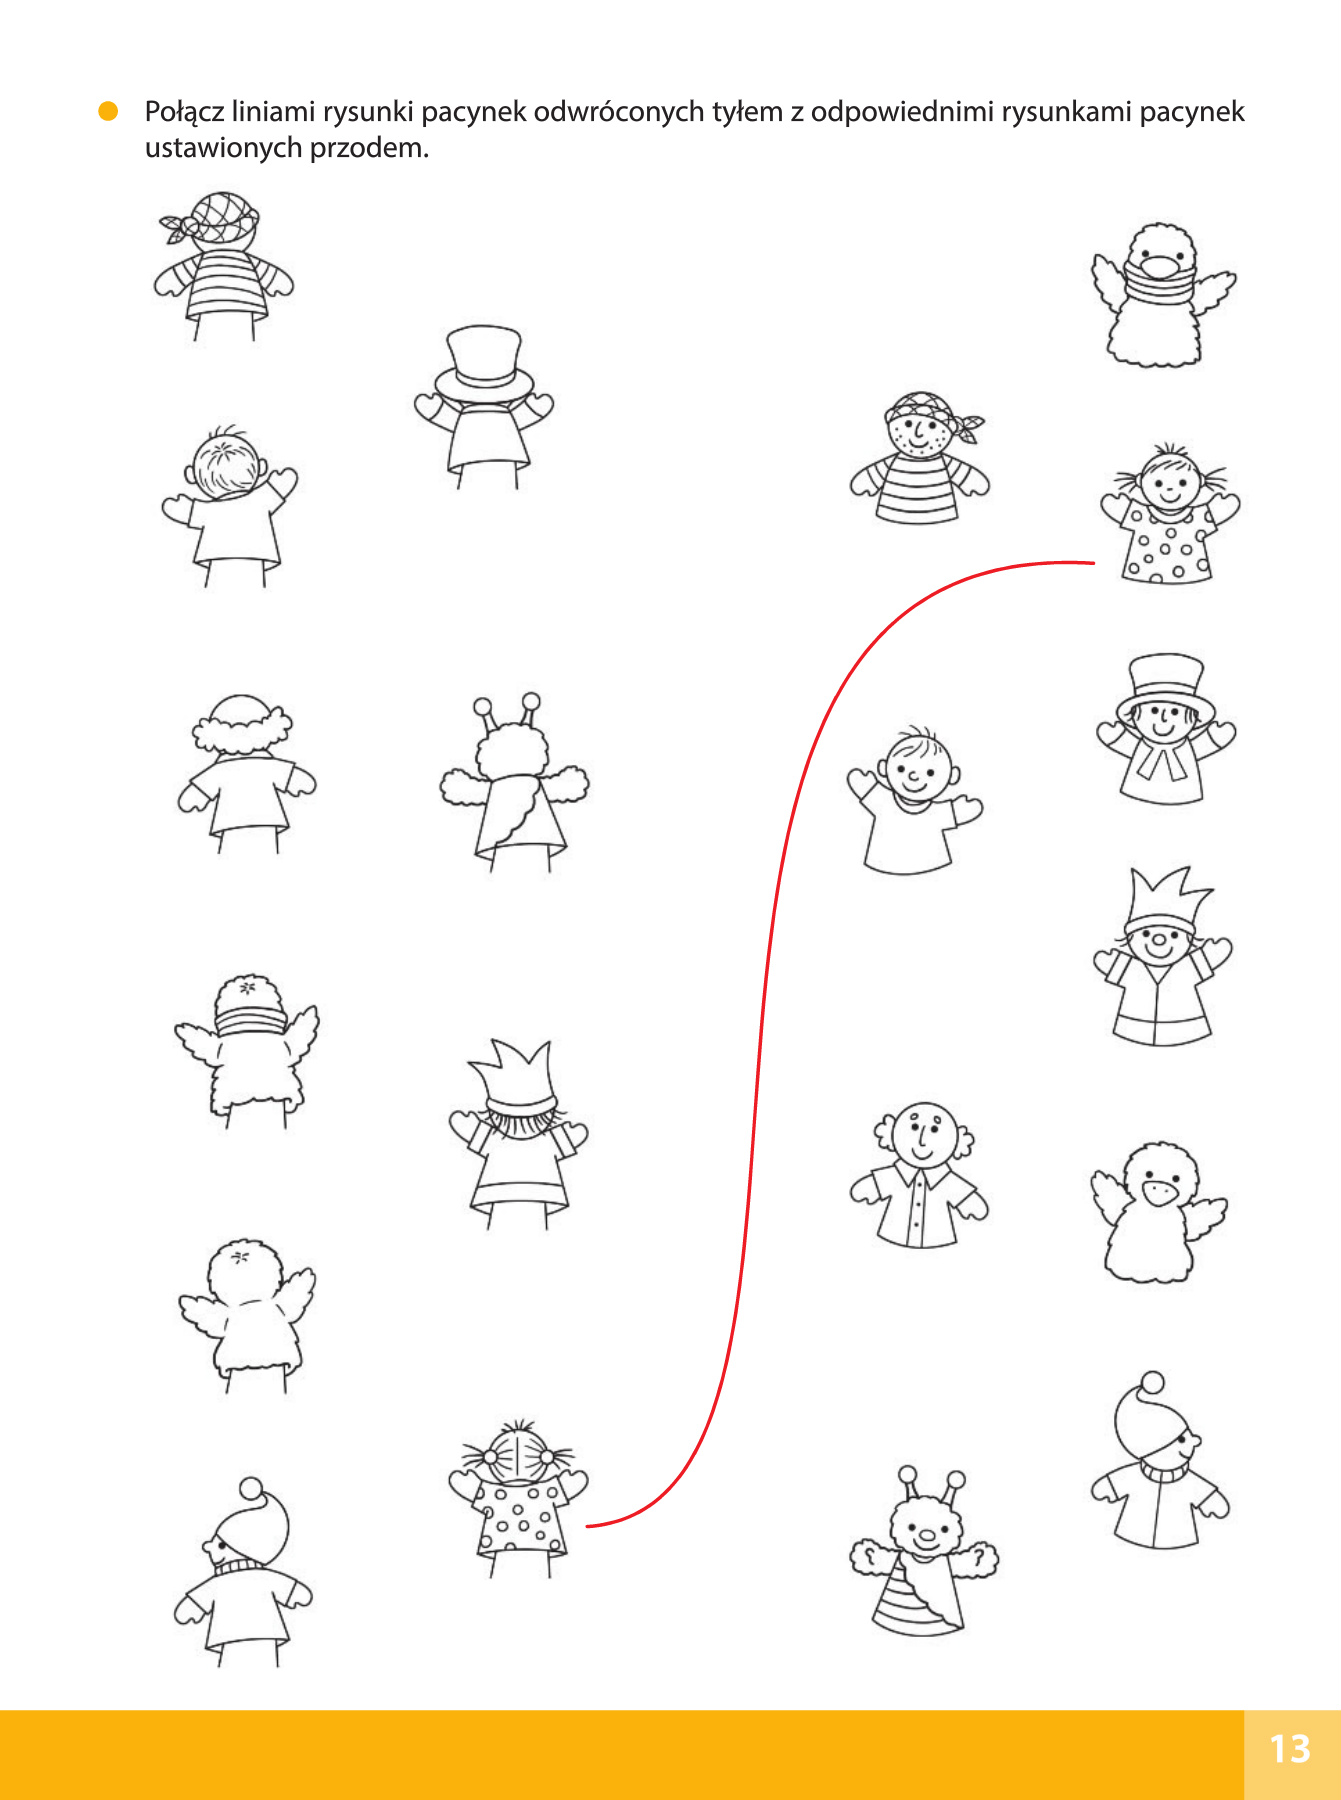 Połącz liniami rysunki pacynek odwróconych tyłem z odpowiednimi rysunkami pacynek
ustawionych przodem.
13